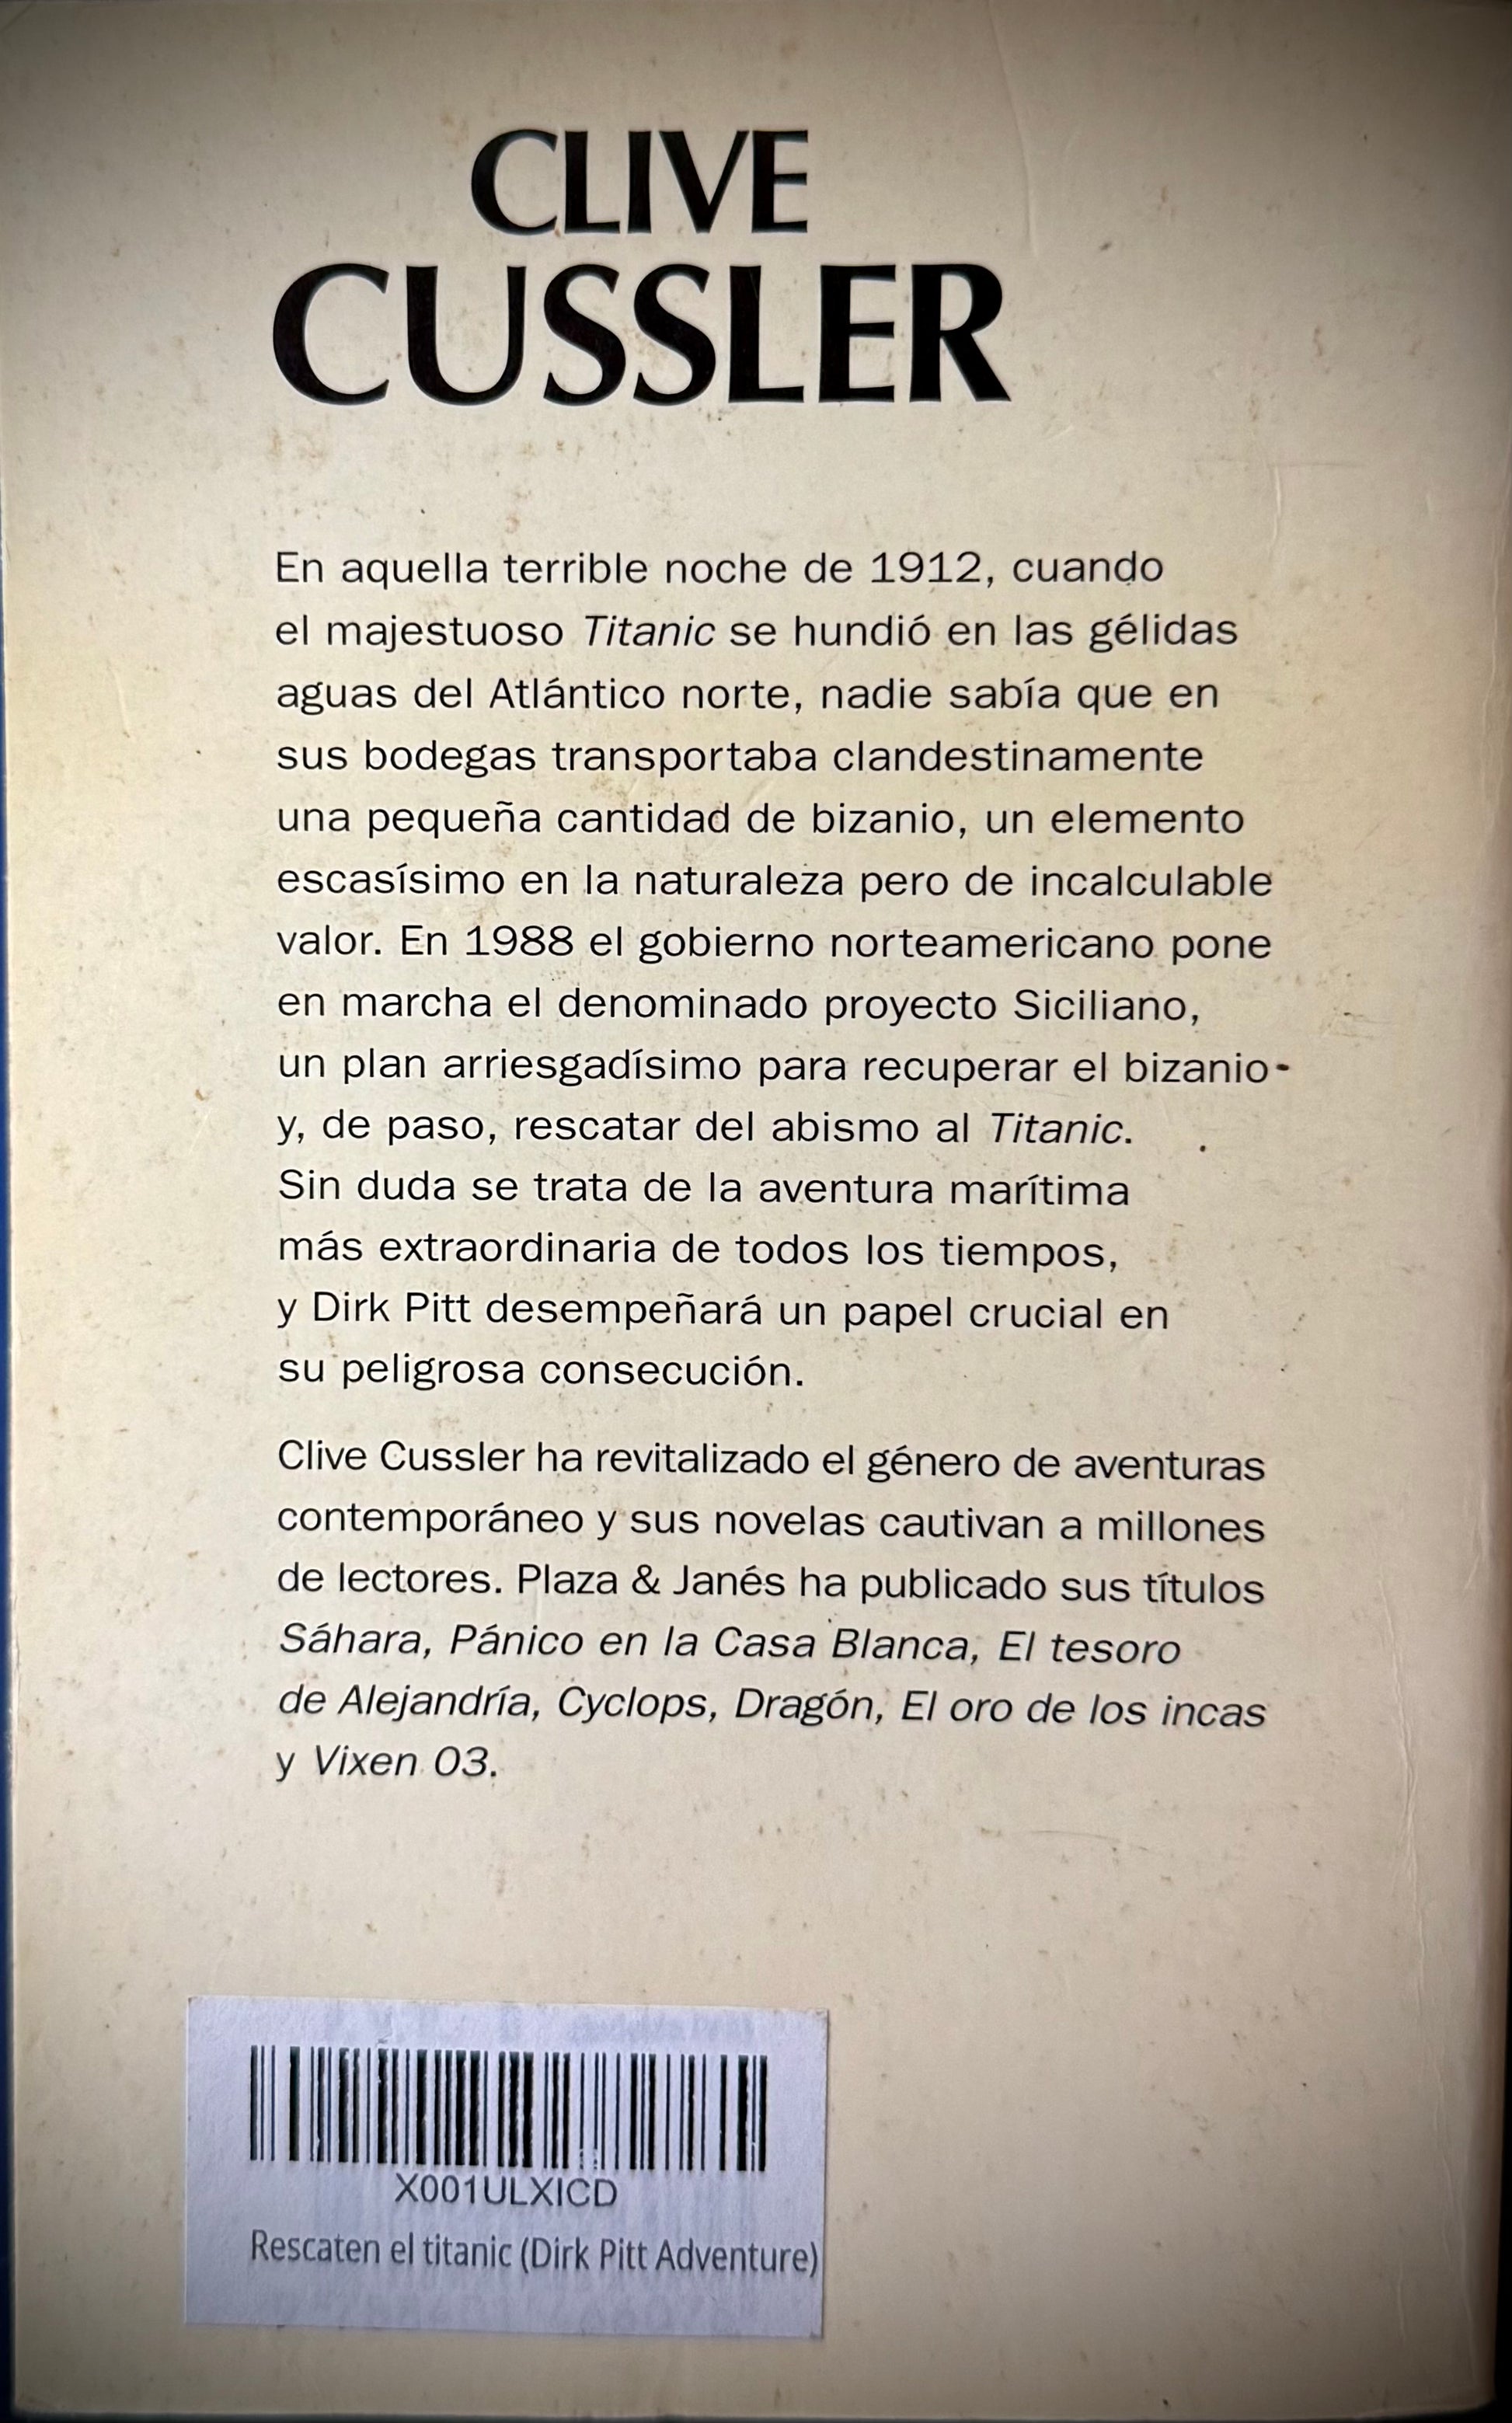 CLIVE
CUSSLER
En aquella terrible noche de 1912, cuando
el majestuoso Titanic se hundió en las gélidas
aguas del Atlántico norte, nadie sabía que en
sus bodegas transportaba clandestinamente
una pequeña cantidad de bizanio, un elemento
escasísimo en la naturaleza pero de incalculable
valor. En 1988 el gobierno norteamericano pone
en marcha el denominado proyecto Siciliano,
un plan arriesgadísimo para recuperar el bizanio
y, de paso, rescatar del abismo al Titanic.
Sin duda se trata de la aventura marítima
más extraordinaria de todos los tiempos,
y Dirk Pitt desempeñará un papel crucial en
su peligrosa consecución.
Clive Cussler ha revitalizado el género de aventuras
contemporáneo y sus novelas cautivan a millones
de lectores. Plaza & Janés ha publicado sus títulos
Sáhara, Pánico en la Casa Blanca, El tesoro
de Alejandría, Cyclops, Dragón, El oro de los incas
y Vixen 03.
X001ULXICD
Rescaten el titanic (Dirk Pitt Adventure)